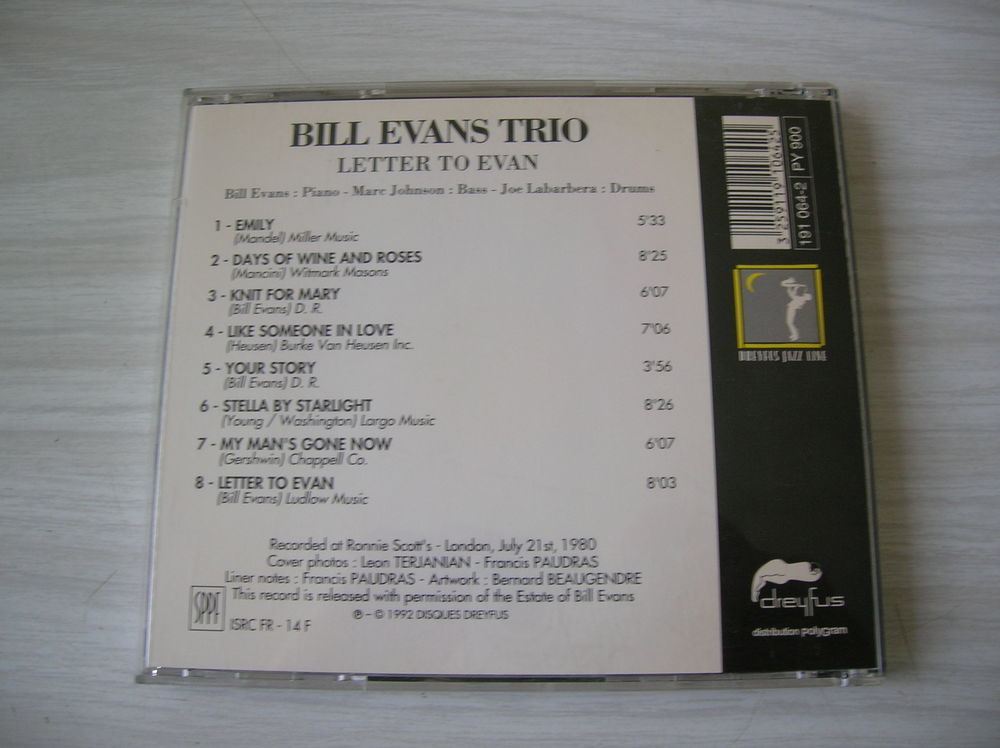 BILL EVANS TRIO
LETTER TO EVAN
Bill Evans : Piano - Marc Johnson : Bass - Joe Labarbera : Drums
1 - EMILY 5'33
(Mandel) Miller Music
2 - DAYS OF WINE AND ROSES 8'25
(Mancini) Witmark Masons
3 - KNIT FOR MARY 6'07
(Bill Evans) D. R.
4 - LIKE SOMEONE IN LOVE 7'06
(Heusen) Burke Van Heusen Inc.
5 - YOUR STORY 3'56
(Bill Evans) D. R.
6 - STELLA BY STARLIGHT 8'26
(Young / Washington) Largo Music
7 - MY MAN'S GONE NOW 6'07
(Gershwin) Chappell Co.
8 - LETTER TO EVAN 8'03
(Bill Evans) Ludlow Music
Recorded at Ronnie Scott's - London, July 21st, 1980
Cover photos : Leon TERJANIAN - Francis PAUDRAS
Liner notes : Francis PAUDRAS - Artwork : Bernard BEAUGENDRE
This record is released with permission of the Estate of Bill Evans
℗ - © 1992 DISQUES DREYFUS
SPPF
ISRC FR - 14 F
3 259119 106425
191 064-2 PY 900
DREYFUS JAZZ LINE
dreyfus
distribution polygram